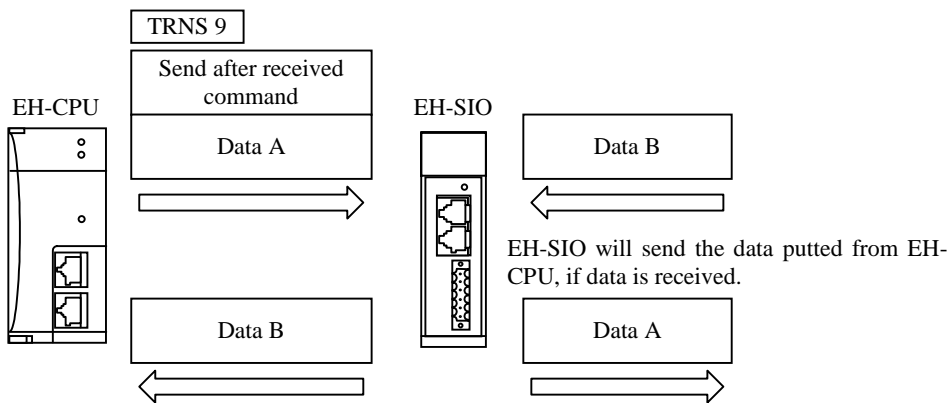 TRNS 9
Send after received
command
EH-CPU
EH-SIO
Data A
Data B
EH-SIO will send the data putted from EH-
CPU, if data is received.
Data B
Data A